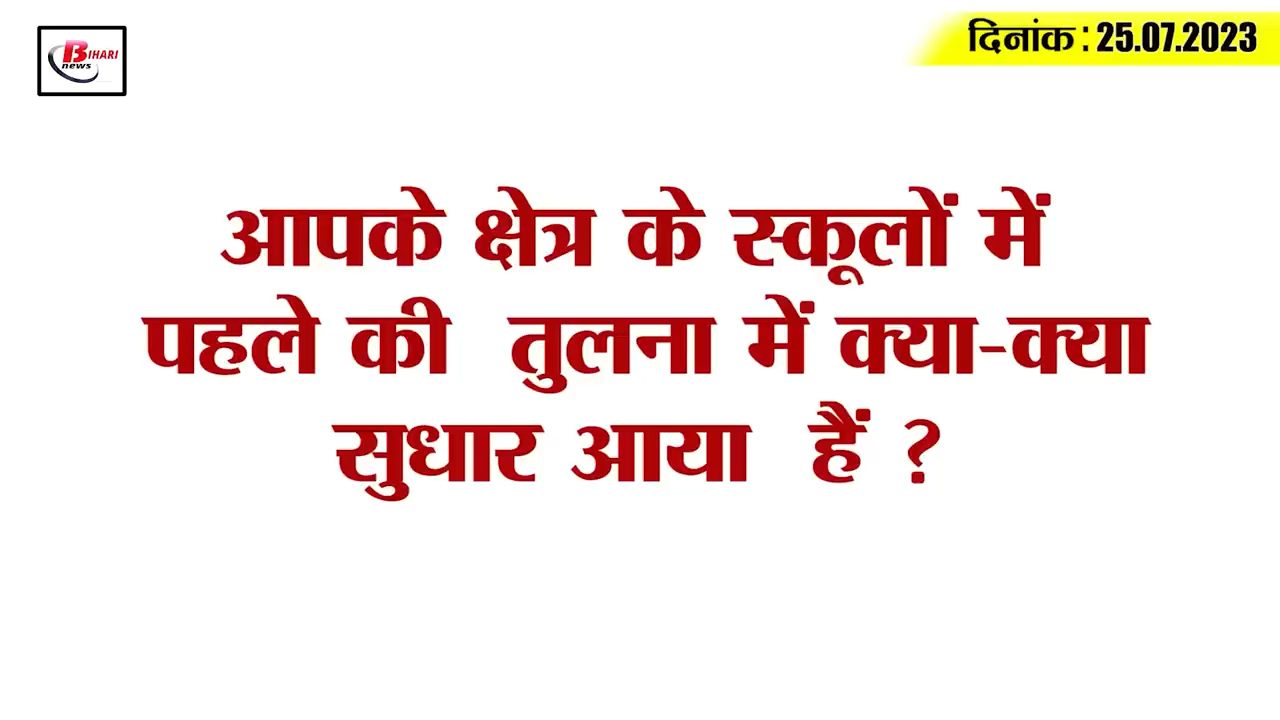 BIHARI
news
दिनांक : 25.07.2023
आपके क्षेत्र के स्कूलों में
पहले की तुलना में क्या-क्या
सुधार आया हैं ?